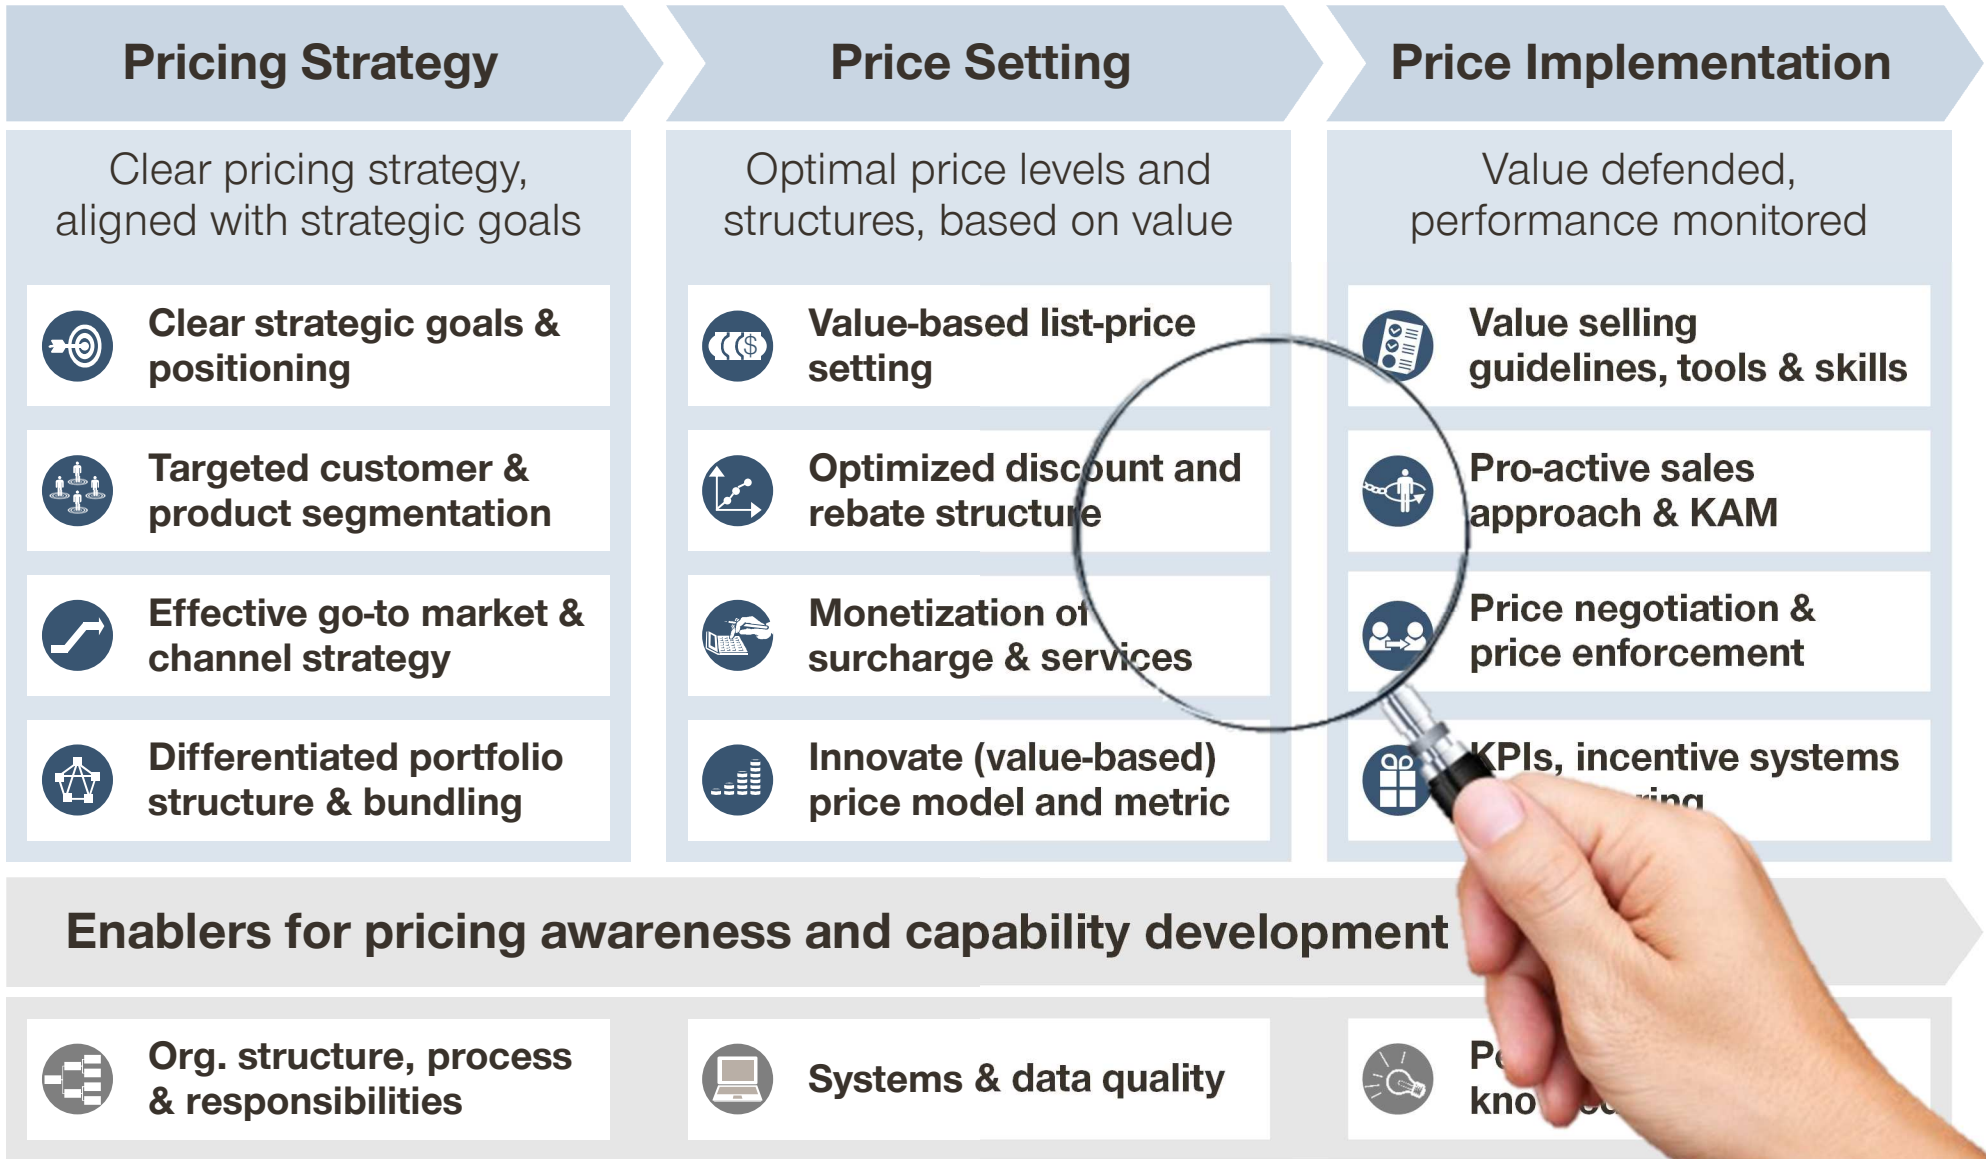 Pricing Strategy
Clear pricing strategy,
aligned with strategic goals
Clear strategic goals &
positioning
Targeted customer &
product segmentation
Effective go-to market &
channel strategy
Differentiated portfolio
structure & bundling
Price Setting
Optimal price levels and
structures, based on value
Value-based list-price
setting
Optimized discount and
rebate structure
Monetization of
surcharge & services
Innovate (value-based)
price model and metric
Price Implementation
Value defended,
performance monitored
Value selling
guidelines, tools & skills
Pro-active sales
approach & KAM
Price negotiation &
price enforcement
KPIs, incentive systems
Enablers for pricing awareness and capability development
Org. structure, process
& responsibilities
Systems & data quality